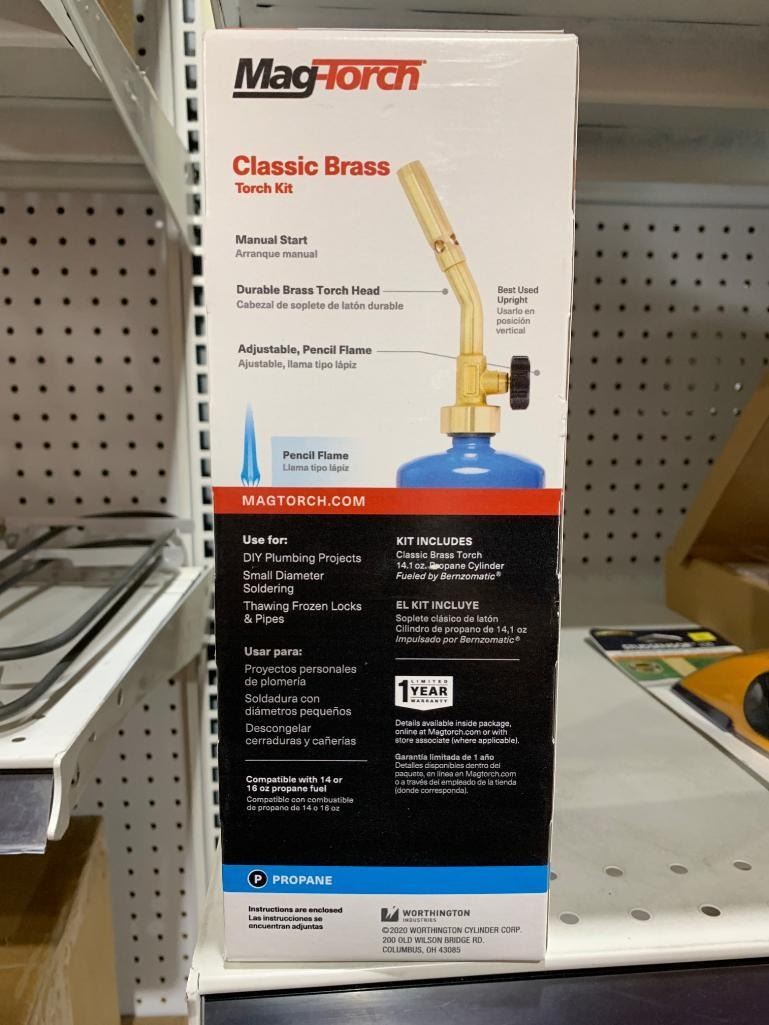 Mag-Torch
Classic Brass
Torch Kit
Manual Start
Arranque manual
Durable Brass Torch Head
Cabezal de soplete de latón durable
Best Used
Upright
Usarlo en
posición
vertical
Adjustable, Pencil Flame
Ajustable, llama tipo lápiz
Pencil Flame
Llama tipo lápiz
MAGTORCH.COM
Use for:
DIY Plumbing Projects
Small Diameter
Soldering
Thawing Frozen Locks
& Pipes
Usar para:
Proyectos personales
de plomería
Soldadura con
diámetros pequeños
Descongelar
cerraduras y cañerías
Compatible with 14 or
16 oz propane fuel
Compatible con combustible
de propano de 14 o 16 oz
KIT INCLUDES
Classic Brass Torch
14.1 oz. Propane Cylinder
Fueled by Bernzomatic®
EL KIT INCLUYE
Soplete clásico de latón
Cilindro de propano de 14,1 oz
Impulsado por Bernzomatic®
LIMITED
1 YEAR
WARRANTY
Details available inside package,
online at Magtorch.com or with
store associate (where applicable).
Garantía limitada de 1 año
Detalles disponibles dentro del
paquete, en línea en Magtorch.com
o a través del empleado de la tienda
(donde corresponda).
P PROPANE
Instructions are enclosed
Las instrucciones se
encuentran adjuntas
WORTHINGTON
INDUSTRIES
©2020 WORTHINGTON CYLINDER CORP.
200 OLD WILSON BRIDGE RD.
COLUMBUS, OH 43085